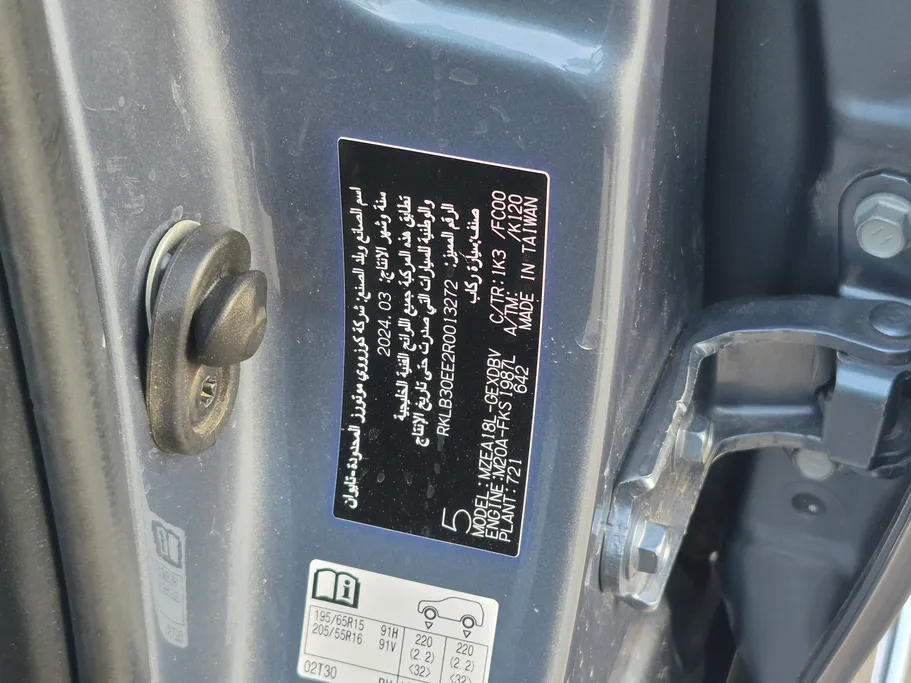 اسم الصانع وبلد الصنع: شركة كوزروي موتورز المحدودة-تايوان
سنة وشهر الانتاج: 2024.03
تطابق هذه المركبة جميع اللوائح الفنية الخليجية
والوطنية للسيارات التي صدرت حتى تاريخ الإنتاج
الرقم المميز: RKLB30EE2R0013272
صنف: سيارة ركاب
5
MODEL:MZEA18L-GEXDBV C/TR:1K3 /FC00
ENGINE:M20A-FKS 1987L A/TM: /K120
PLANT:721 642 MADE IN TAIWAN
195/65R15 91H 220 220
205/55R16 91V (2.2) (2.2)
<32> <32>
02T30